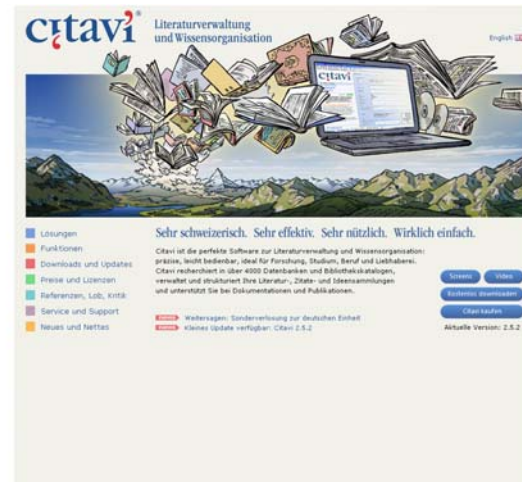 citavi
Literaturverwaltung
und Wissensorganisation
English
citavi
Lösungen
Funktionen
Downloads und Updates
Preise und Lizenzen
Referenzen, Lob, Kritik
Service und Support
Neues und Nettes
Sehr schweizerisch. Sehr effektiv. Sehr nützlich. Wirklich einfach.
Citavi ist die perfekte Software zur Literaturverwaltung und Wissensorganisation:
präzise, leicht bedienbar, ideal für Forschung, Studium, Beruf und Liebhaberei.
Citavi recherchiert in über 4000 Datenbanken und Bibliothekskatalogen,
verwaltet und strukturiert Ihre Literatur-, Zitate- und Ideensammlungen
und unterstützt Sie bei Dokumentationen und Publikationen.
Weitersagen: Sonderverlosung zur deutschen Einheit
Kleines Update verfügbar: Citavi 2.5.2
Screens
Video
Kostenlos downloaden
Citavi kaufen
Aktuelle Version: 2.5.2